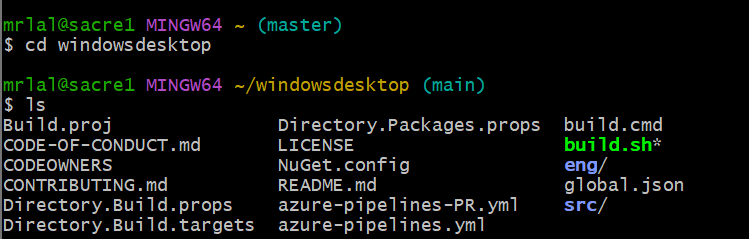 mrlal@sacre1 MINGW64 ~ (master)
$ cd windowsdesktop
mrlal@sacre1 MINGW64 ~/windowsdesktop (main)
$ ls
Build.proj Directory.Packages.props build.cmd
CODE-OF-CONDUCT.md LICENSE build.sh*
CODEOWNERS NuGet.config eng/
CONTRIBUTING.md README.md global.json
Directory.Build.props azure-pipelines-PR.yml src/
Directory.Build.targets azure-pipelines.yml